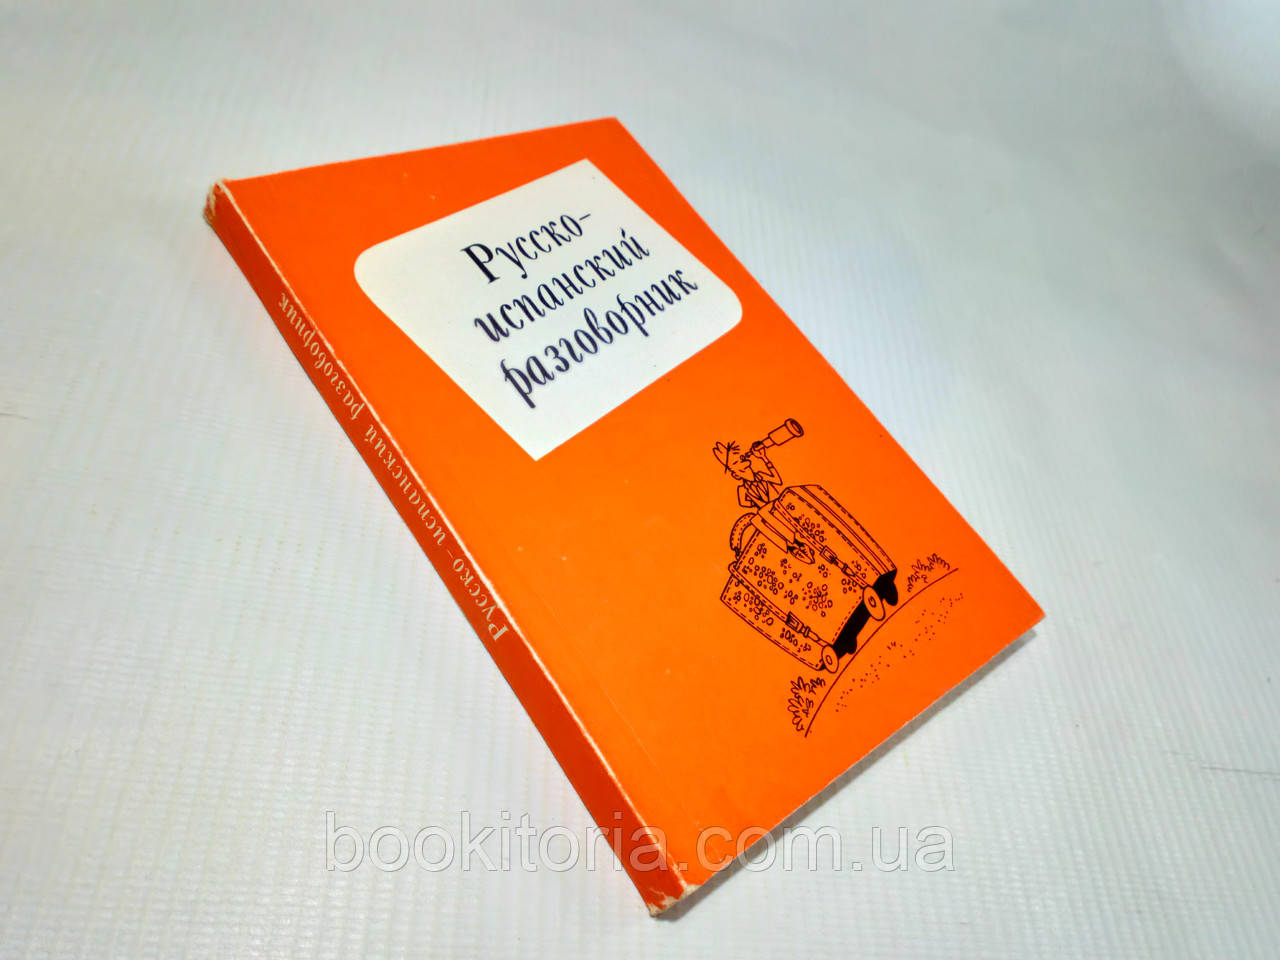 Русско-
испанский
разговорник
Русско-испанский разговорник
bookitoria.com.ua